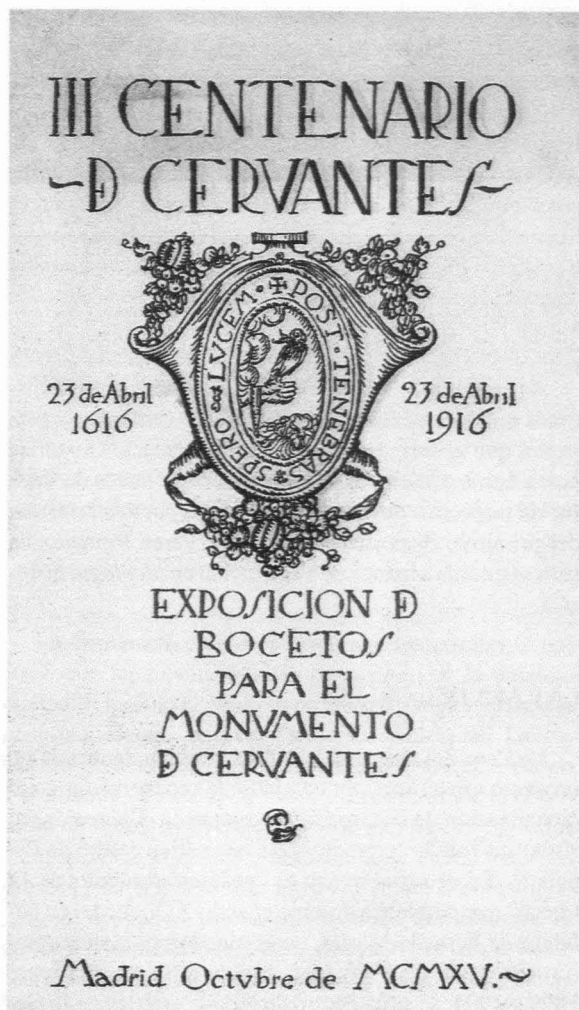 III CENTENARIO
~D CERVANTES~
SPERO LVCEM · ✠ POST · TENEBRAS
23 de Abril
1616
23 de Abril
1916
EXPOSICION D
BOCETOS
PARA EL
MONVMENTO
D CERVANTES
Madrid Octvbre de MCMXV.~